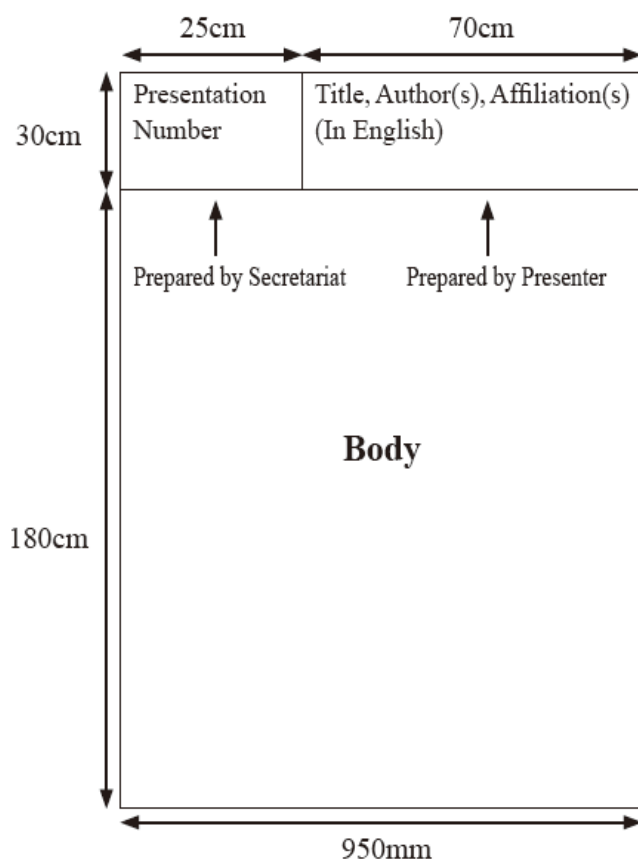 25cm
70cm
30cm
Presentation
Number
Title, Author(s), Affiliation(s)
(In English)
Prepared by Secretariat
Prepared by Presenter
Body
180cm
950mm